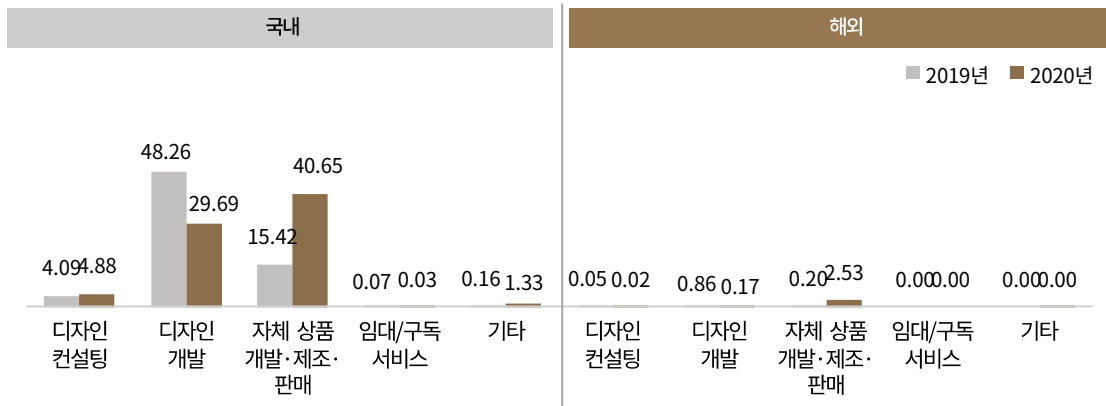 국내
해외
2019년
2020년
48.26
40.65
29.69
15.42
4.09
4.88
0.07
0.03
0.16
1.33
0.05
0.02
0.86
0.17
0.20
2.53
0.00
0.00
0.00
0.00
디자인
컨설팅
디자인
개발
자체 상품
개발·제조·
판매
임대/구독
서비스
기타
디자인
컨설팅
디자인
개발
자체 상품
개발·제조·
판매
임대/구독
서비스
기타